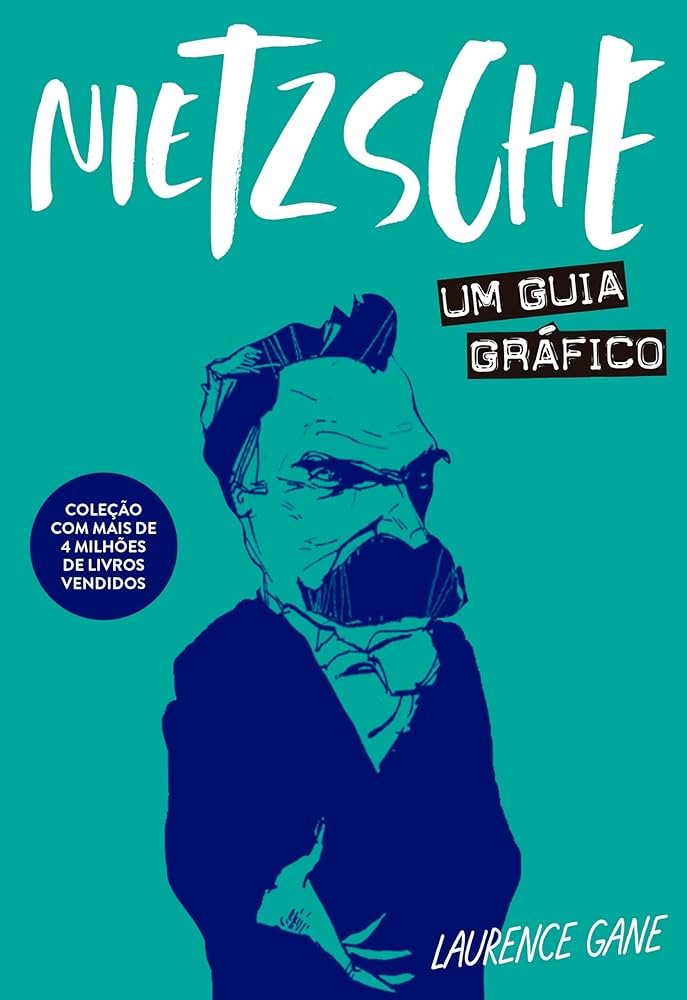 NIETZSCHE
UM GUIA
GRÁFICO
COLEÇÃO
COM MAIS DE
4 MILHÕES
DE LIVROS
VENDIDOS
LAURENCE GANE